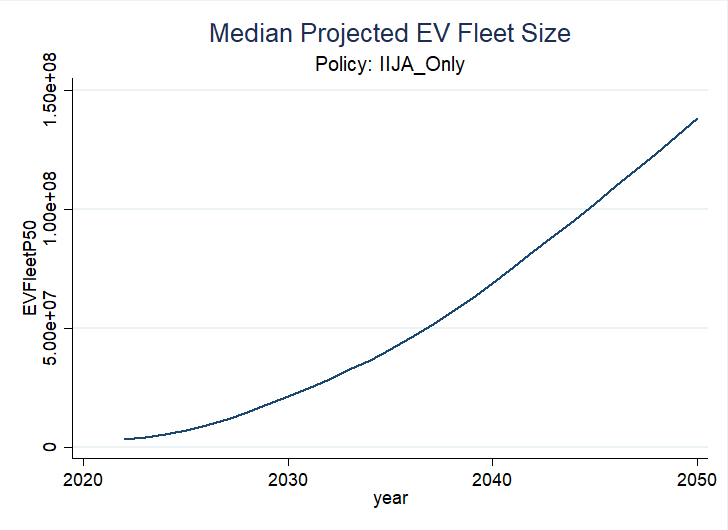 Median Projected EV Fleet Size
Policy: IIJA_Only
EVFleetP50
1.50e+08
1.00e+08
5.00e+07
0
2020
2030
2040
2050
year